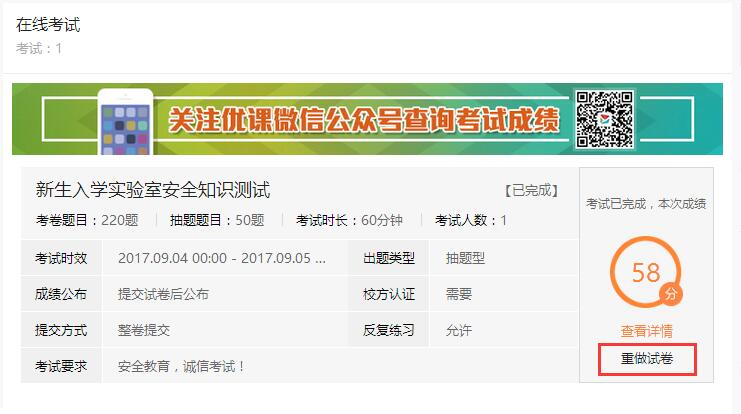 在线考试
考试：1
关注优课微信公众号查询考试成绩
新生入学实验室安全知识测试
【已完成】
考卷题目：220题
抽题题目：50题
考试时长：60分钟
考试人数：1
考试时效
2017.09.04 00:00 - 2017.09.05 ...
出题类型
抽题型
成绩公布
提交试卷后公布
校方认证
需要
提交方式
整卷提交
反复练习
允许
考试要求
安全教育，诚信考试！
考试已完成，本次成绩
58
分
查看详情
重做试卷